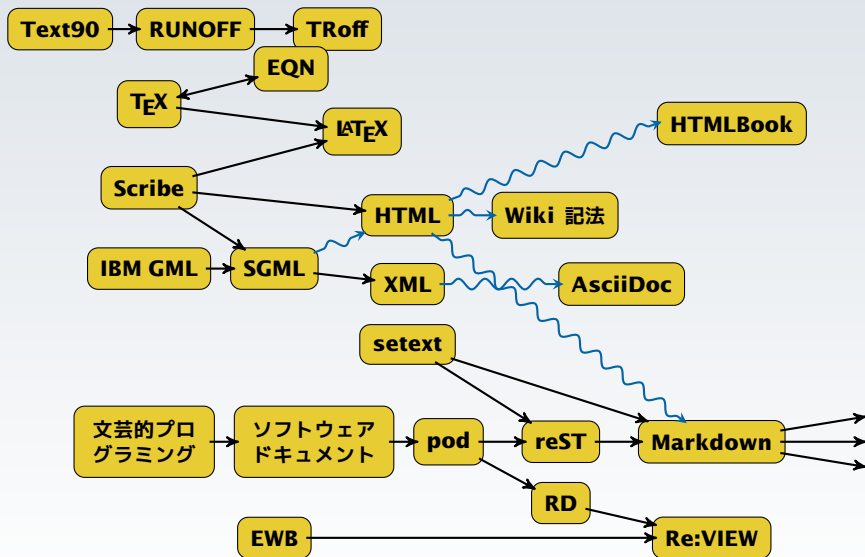 Text90
RUNOFF
TRoff
EQN
TEX
LATEX
HTMLBook
Scribe
HTML
Wiki 記法
IBM GML
SGML
XML
AsciiDoc
setext
文芸的プロ
グラミング
ソフトウェア
ドキュメント
pod
reST
Markdown
RD
EWB
Re:VIEW